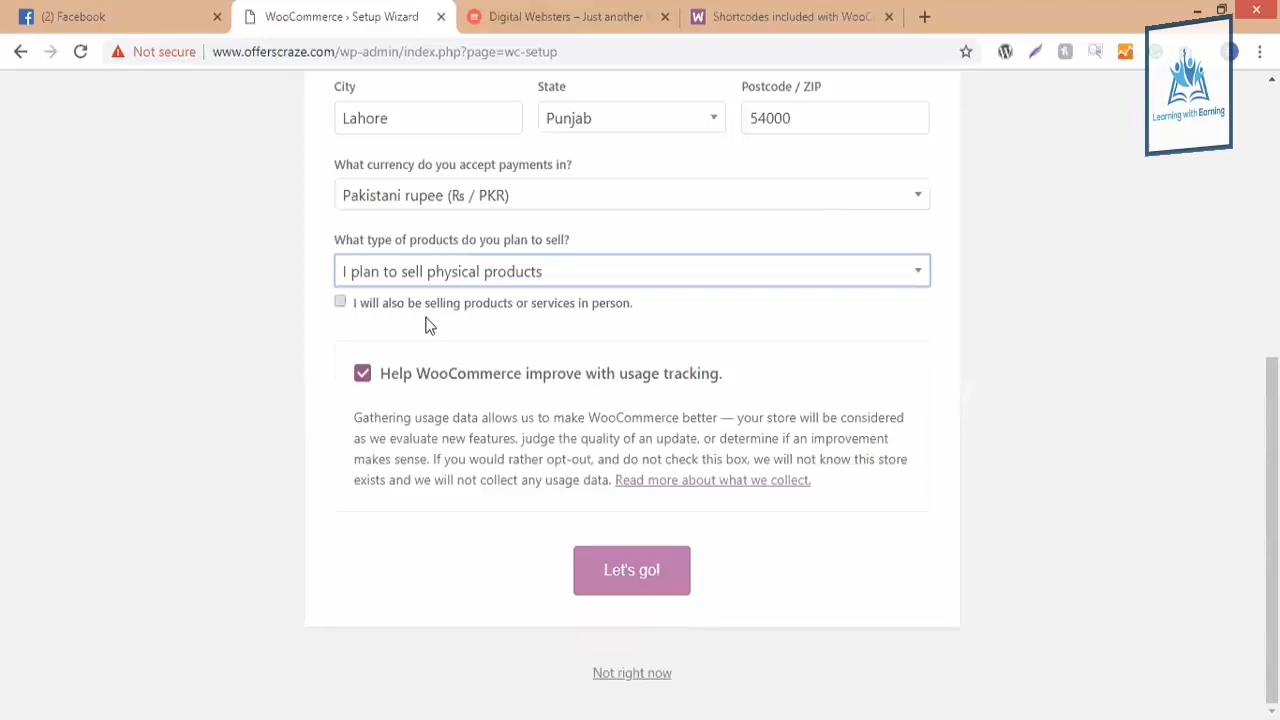 (2) Facebook
WooCommerce › Setup Wizard
Digital Websters – Just another
Shortcodes included with WooC
Not secure
www.offerscraze.com/wp-admin/index.php?page=wc-setup
Learning with Earning
City
State
Postcode / ZIP
Lahore
Punjab
54000
What currency do you accept payments in?
Pakistani rupee (₨ / PKR)
What type of products do you plan to sell?
I plan to sell physical products
I will also be selling products or services in person.
Help WooCommerce improve with usage tracking.
Gathering usage data allows us to make WooCommerce better — your store will be considered
as we evaluate new features, judge the quality of an update, or determine if an improvement
makes sense. If you would rather opt-out, and do not check this box, we will not know this store
exists and we will not collect any usage data. Read more about what we collect.
Let's go!
Not right now